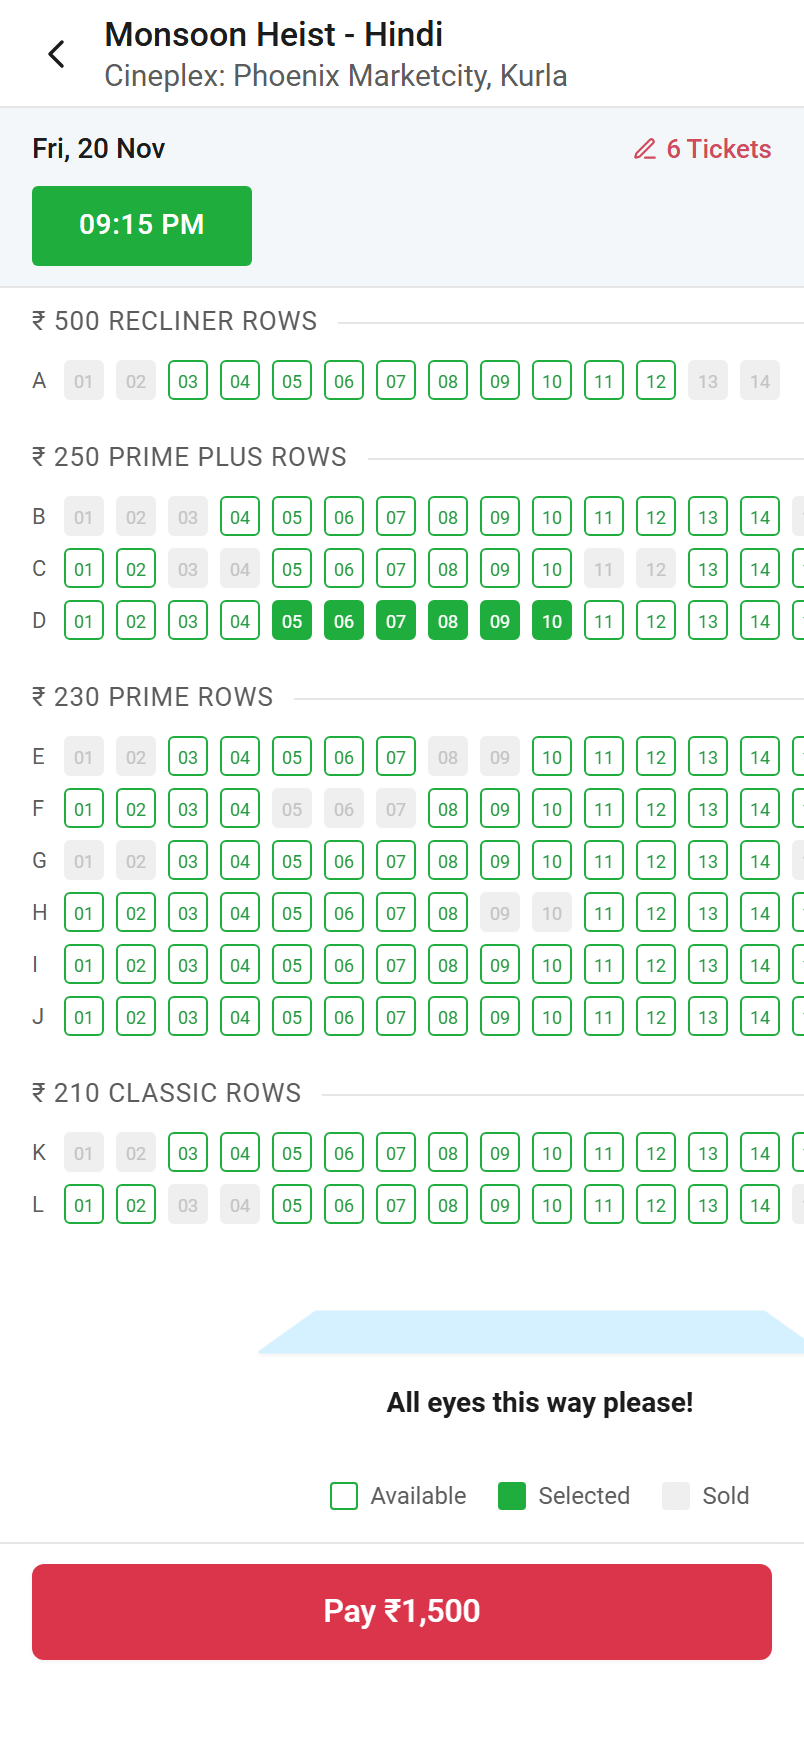 Monsoon Heist - Hindi
Cineplex: Phoenix Marketcity, Kurla
Fri, 20 Nov
6 Tickets
09:15 PM
₹ 500 RECLINER ROWS
A 01 02 03 04 05 06 07 08 09 10 11 12 13 14
₹ 250 PRIME PLUS ROWS
B 01 02 03 04 05 06 07 08 09 10 11 12 13 14
C 01 02 03 04 05 06 07 08 09 10 11 12 13 14
D 01 02 03 04 05 06 07 08 09 10 11 12 13 14
₹ 230 PRIME ROWS
E 01 02 03 04 05 06 07 08 09 10 11 12 13 14
F 01 02 03 04 05 06 07 08 09 10 11 12 13 14
G 01 02 03 04 05 06 07 08 09 10 11 12 13 14
H 01 02 03 04 05 06 07 08 09 10 11 12 13 14
I 01 02 03 04 05 06 07 08 09 10 11 12 13 14
J 01 02 03 04 05 06 07 08 09 10 11 12 13 14
₹ 210 CLASSIC ROWS
K 01 02 03 04 05 06 07 08 09 10 11 12 13 14
L 01 02 03 04 05 06 07 08 09 10 11 12 13 14
All eyes this way please!
Available Selected Sold
Pay ₹1,500